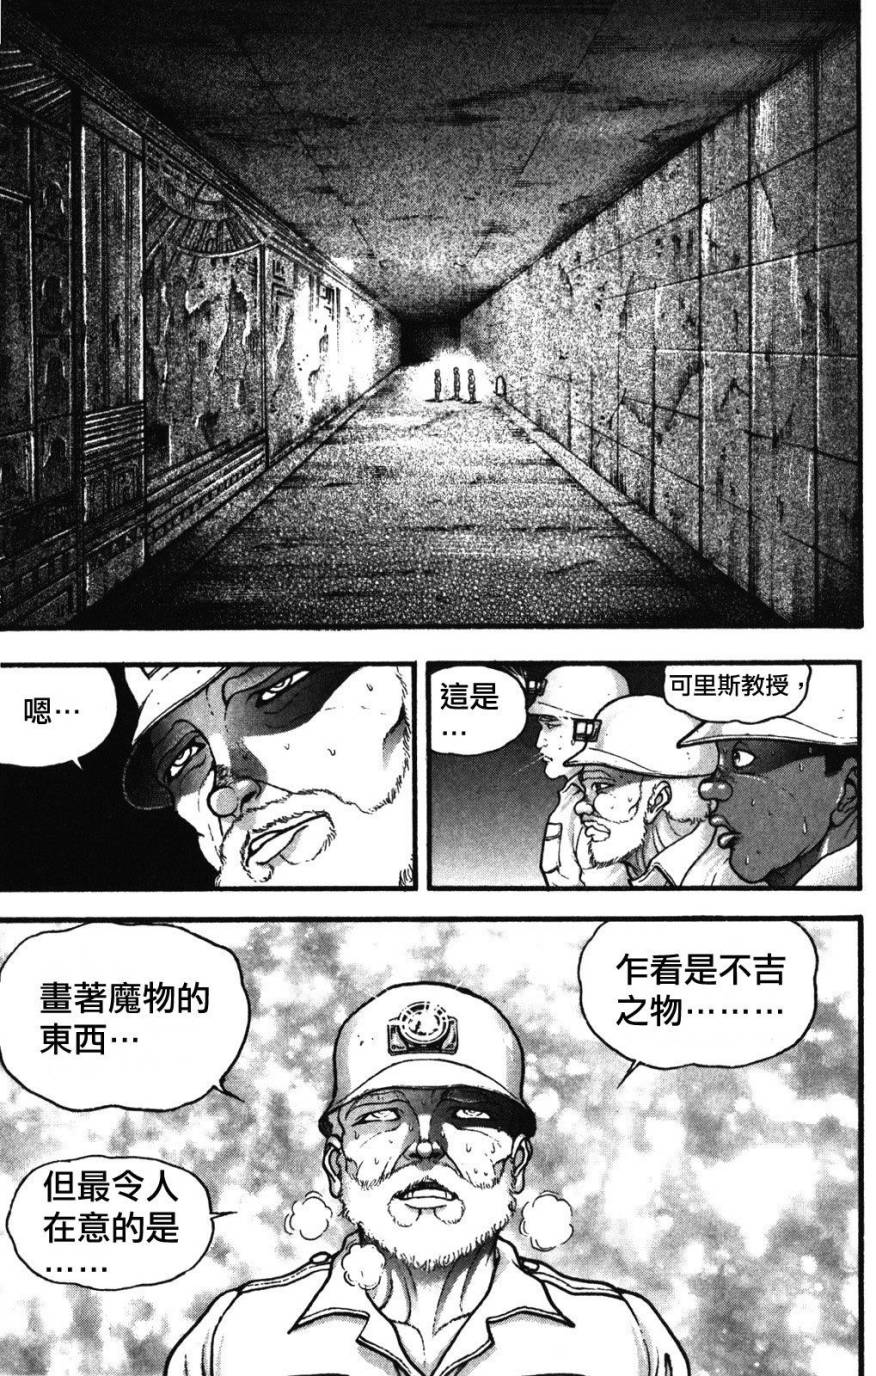 可里斯教授，
這是
…
嗯…
乍看是不吉
之物………
畫著魔物的
東西…
但最令人
在意的是
……